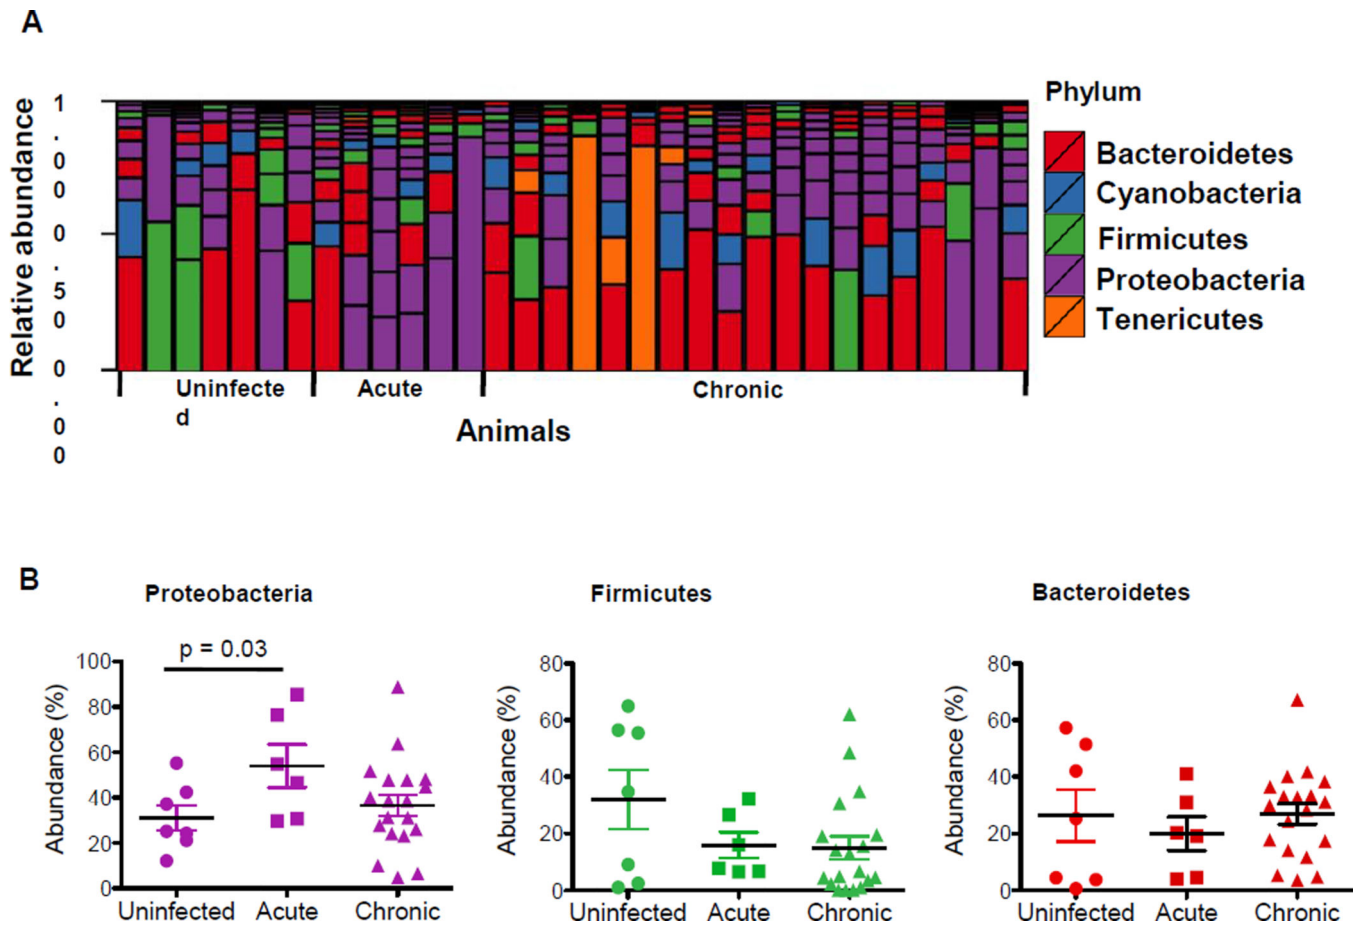 A
Relative abundance
1
.
0
0
0
.
5
0
0
.
0
0
Uninfecte
d
Acute
Chronic
Animals
Phylum
Bacteroidetes
Cyanobacteria
Firmicutes
Proteobacteria
Tenericutes
B
Proteobacteria
p = 0.03
Abundance (%)
100
80
60
40
20
0
Uninfected Acute Chronic
Firmicutes
Abundance (%)
80
60
40
20
0
Uninfected Acute Chronic
Bacteroidetes
Abundance (%)
80
60
40
20
0
Uninfected Acute Chronic